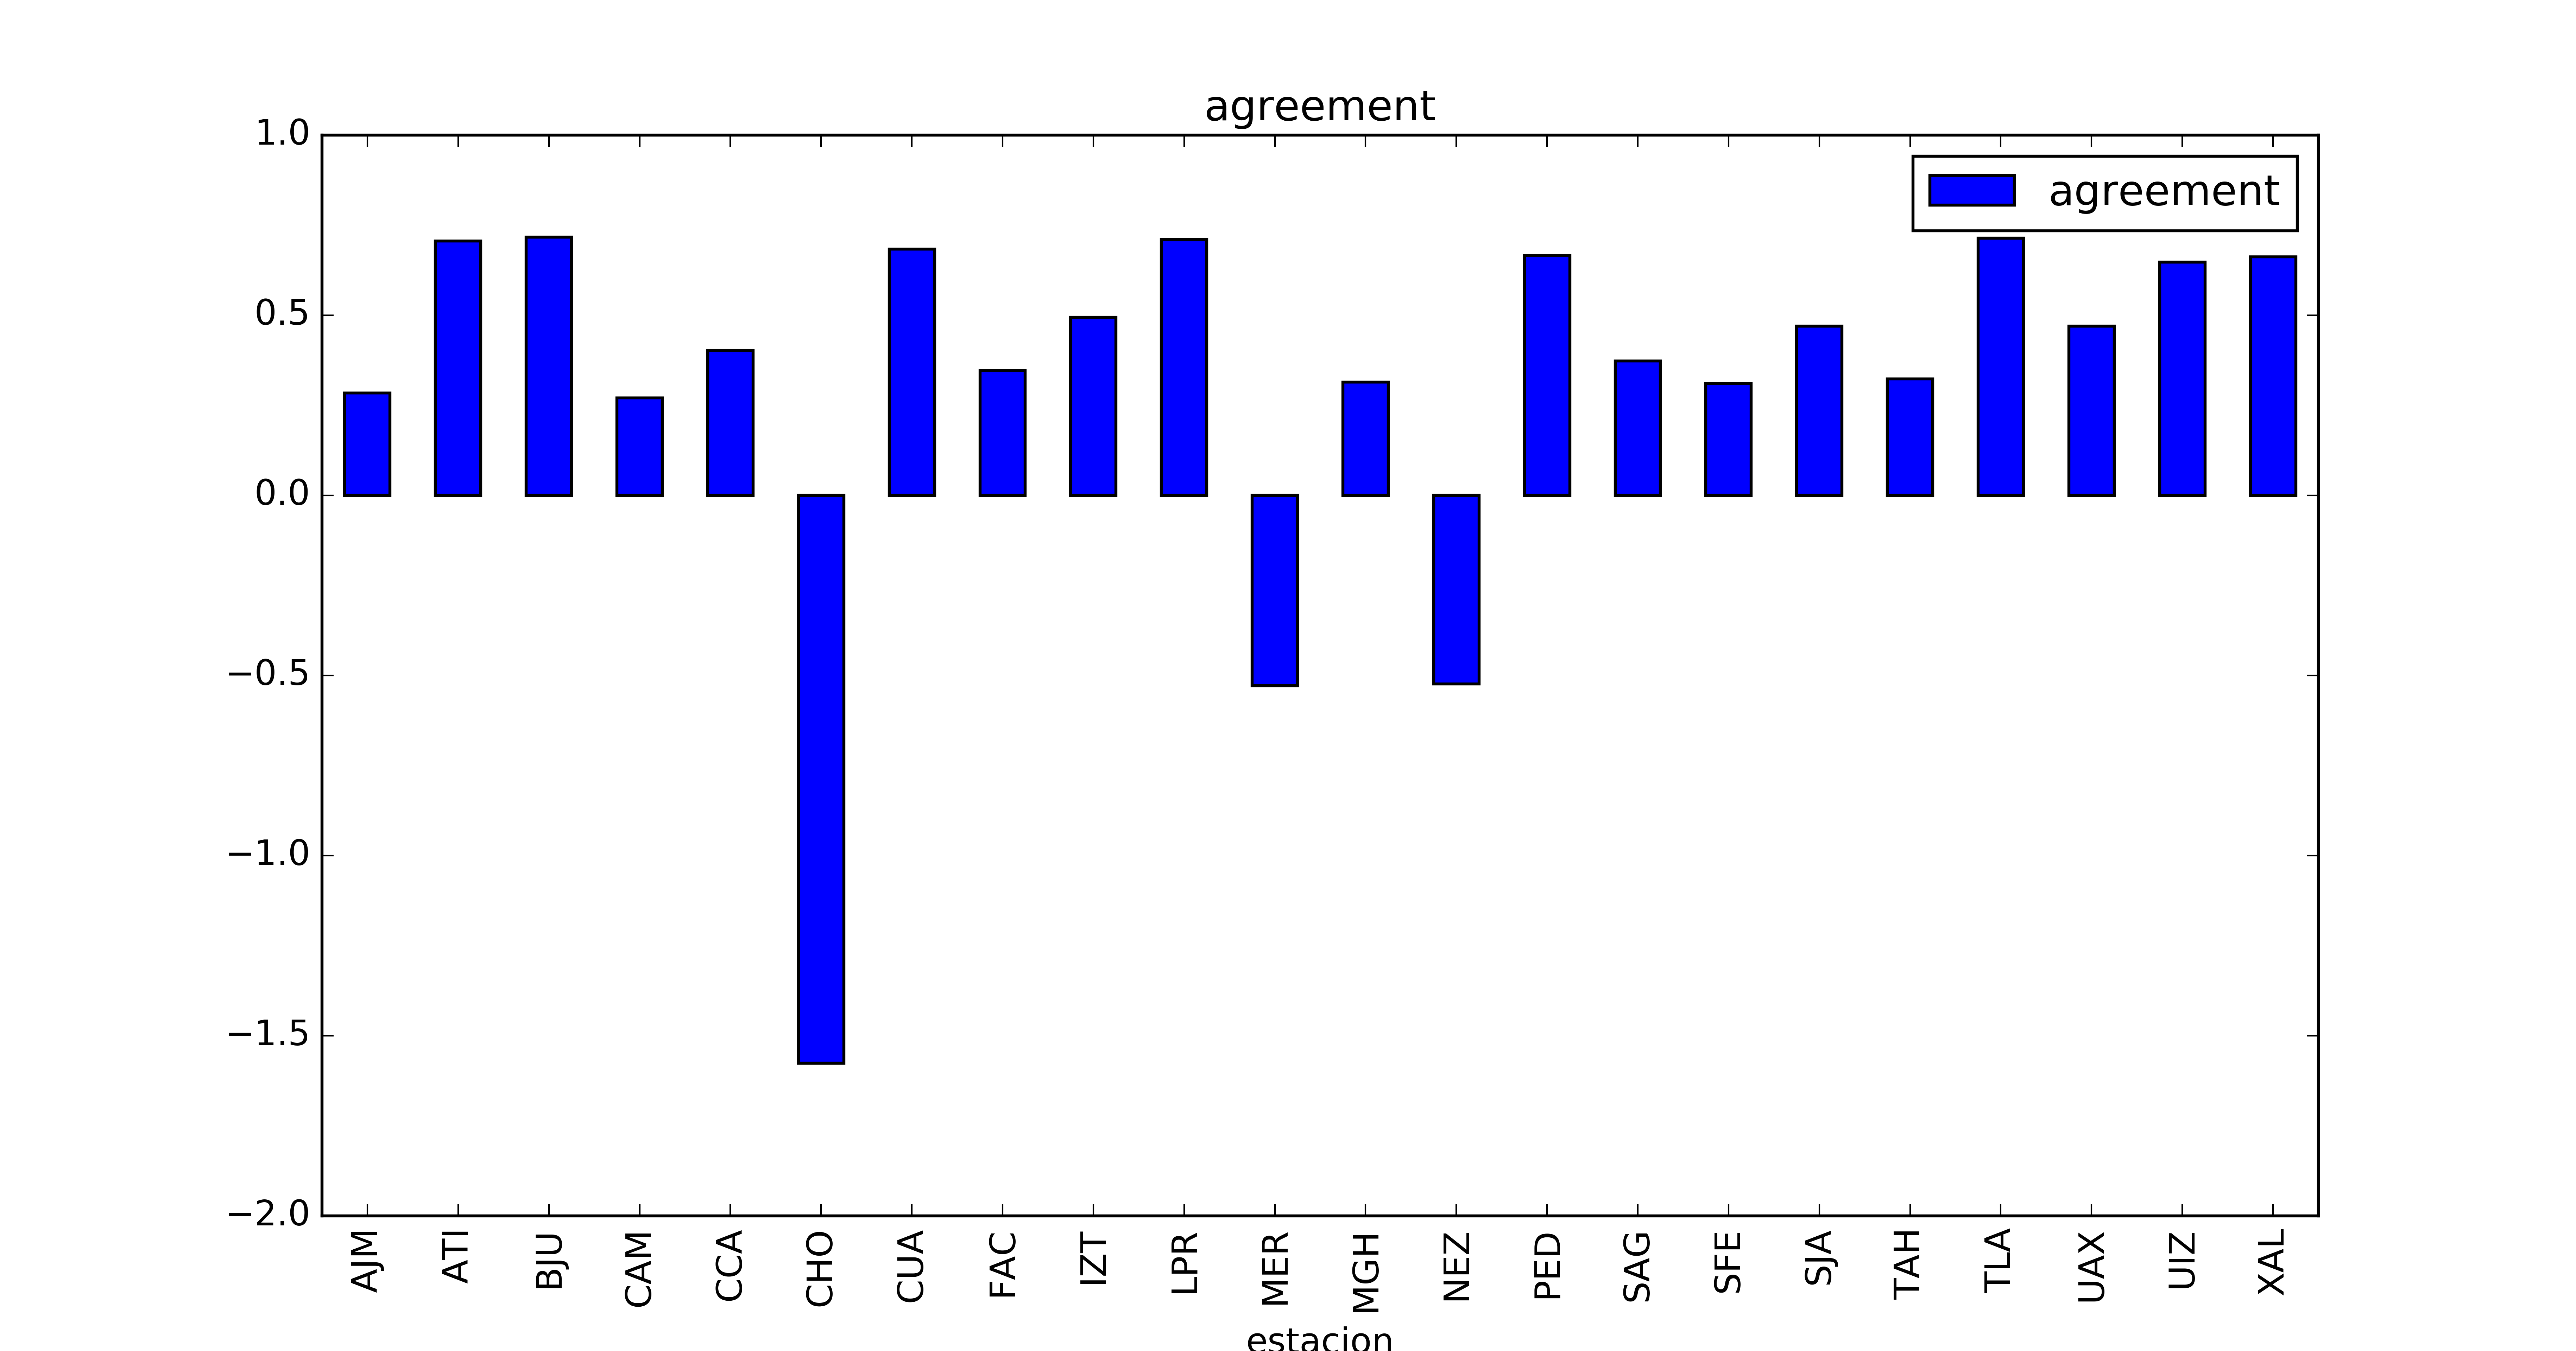 agreement
1.0
agreement
0.5
0.0
−0.5
−1.0
−1.5
−2.0
AJM
ATI
BJU
CAM
CCA
CHO
CUA
FAC
IZT
LPR
MER
MGH
NEZ
PED
SAG
SFE
SJA
TAH
TLA
UAX
UIZ
XAL
estacion